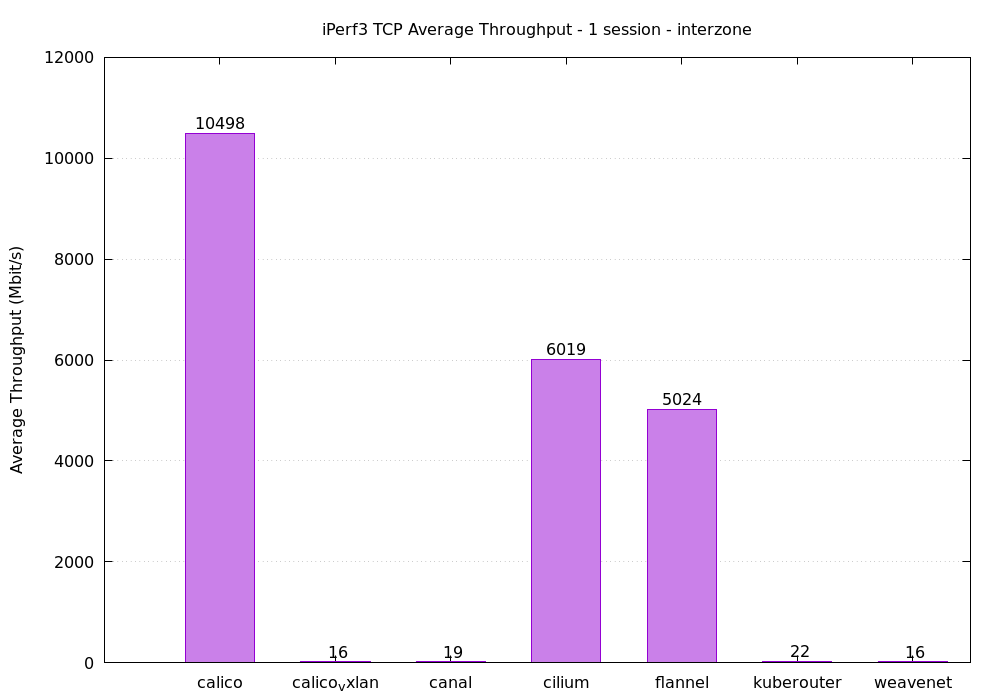 iPerf3 TCP Average Throughput - 1 session - interzone
Average Throughput (Mbit/s)
12000
10000
8000
6000
4000
2000
0
10498
16
19
6019
5024
22
16
calico
calicovxlan
canal
cilium
flannel
kuberouter
weavenet